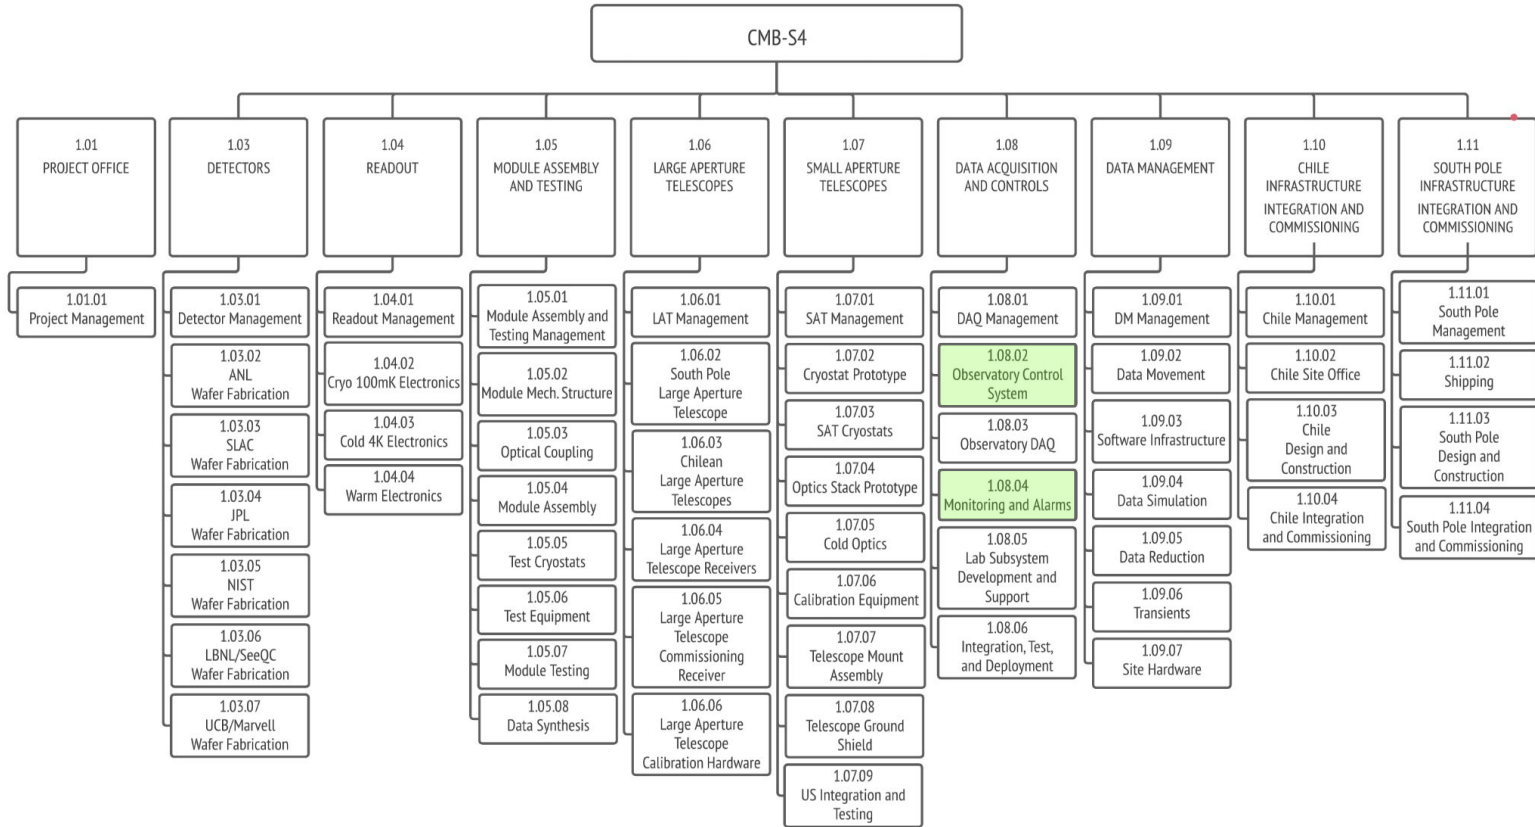 CMB-S4
1.01
PROJECT OFFICE
1.03
DETECTORS
1.04
READOUT
1.05
MODULE ASSEMBLY
AND TESTING
1.06
LARGE APERTURE
TELESCOPES
1.07
SMALL APERTURE
TELESCOPES
1.08
DATA ACQUISITION
AND CONTROLS
1.09
DATA MANAGEMENT
1.10
CHILE
INFRASTRUCTURE
INTEGRATION AND
COMMISSIONING
1.11
SOUTH POLE
INFRASTRUCTURE
INTEGRATION AND
COMMISSIONING
1.01.01
Project Management
1.03.01
Detector Management
1.03.02
ANL
Wafer Fabrication
1.03.03
SLAC
Wafer Fabrication
1.03.04
JPL
Wafer Fabrication
1.03.05
NIST
Wafer Fabrication
1.03.06
LBNL/SeeQC
Wafer Fabrication
1.03.07
UCB/Marvell
Wafer Fabrication
1.04.01
Readout Management
1.04.02
Cryo 100mK Electronics
1.04.03
Cold 4K Electronics
1.04.04
Warm Electronics
1.05.01
Module Assembly and
Testing Management
1.05.02
Module Mech. Structure
1.05.03
Optical Coupling
1.05.04
Module Assembly
1.05.05
Test Cryostats
1.05.06
Test Equipment
1.05.07
Module Testing
1.05.08
Data Synthesis
1.06.01
LAT Management
1.06.02
South Pole
Large Aperture
Telescope
1.06.03
Chilean
Large Aperture
Telescopes
1.06.04
Large Aperture
Telescope Receivers
1.06.05
Large Aperture
Telescope
Commissioning
Receiver
1.06.06
Large Aperture
Telescope
Calibration Hardware
1.07.01
SAT Management
1.07.02
Cryostat Prototype
1.07.03
SAT Cryostats
1.07.04
Optics Stack Prototype
1.07.05
Cold Optics
1.07.06
Calibration Equipment
1.07.07
Telescope Mount
Assembly
1.07.08
Telescope Ground
Shield
1.07.09
US Integration and
Testing
1.08.01
DAQ Management
1.08.02
Observatory Control
System
1.08.03
Observatory DAQ
1.08.04
Monitoring and Alarms
1.08.05
Lab Subsystem
Development and
Support
1.08.06
Integration, Test,
and Deployment
1.09.01
DM Management
1.09.02
Data Movement
1.09.03
Software Infrastructure
1.09.04
Data Simulation
1.09.05
Data Reduction
1.09.06
Transients
1.09.07
Site Hardware
1.10.01
Chile Management
1.10.02
Chile Site Office
1.10.03
Chile
Design and
Construction
1.10.04
Chile Integration
and Commissioning
1.11.01
South Pole
Management
1.11.02
Shipping
1.11.03
South Pole
Design and
Construction
1.11.04
South Pole Integration
and Commissioning